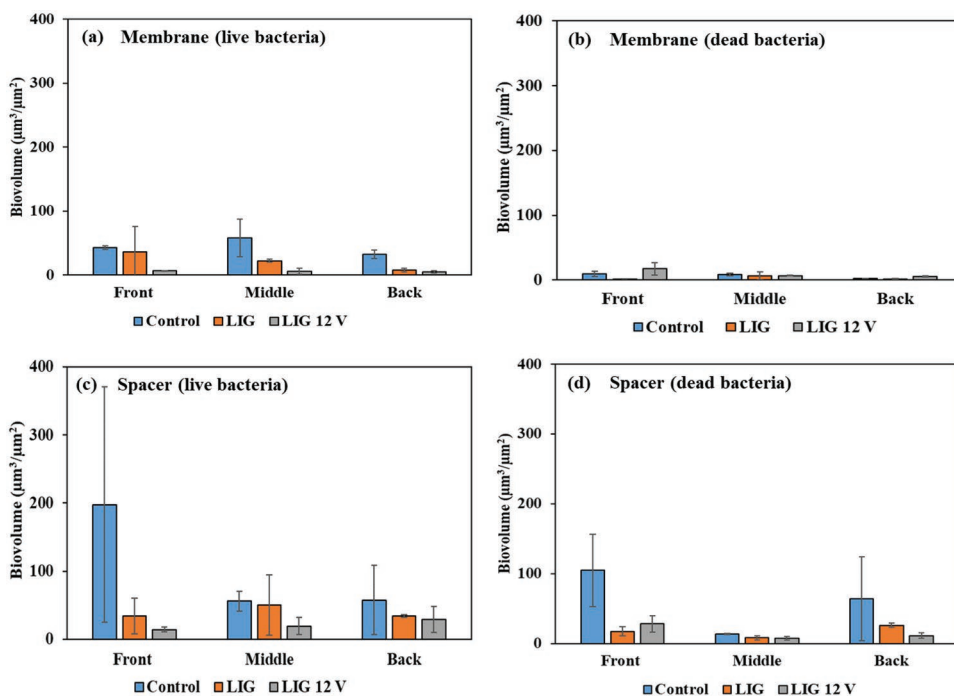 (a) Membrane (live bacteria)
Biovolume (μm³/μm²)
400
300
200
100
0
Front Middle Back
Control LIG LIG 12 V
(b) Membrane (dead bacteria)
Biovolume (μm³/μm²)
400
300
200
100
0
Front Middle Back
Control LIG LIG 12 V
(c) Spacer (live bacteria)
Biovolume (μm³/μm²)
400
300
200
100
0
Front Middle Back
Control LIG LIG 12 V
(d) Spacer (dead bacteria)
Biovolume (μm³/μm²)
400
300
200
100
0
Front Middle Back
Control LIG LIG 12 V